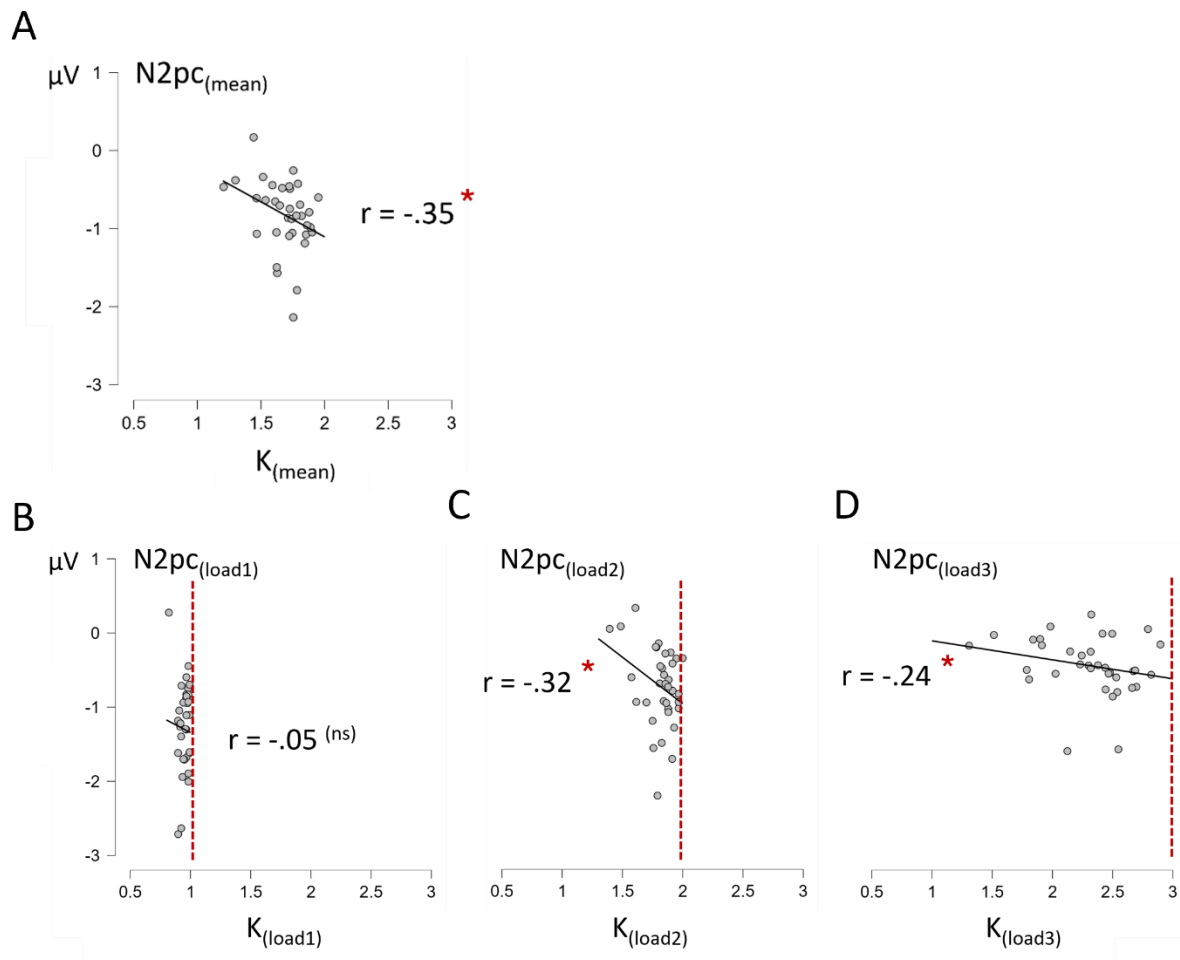 A
µV
N2pc(mean)
1
0
-1
-2
-3
r = -.35 *
0.5 1 1.5 2 2.5 3
K(mean)
B
µV
N2pc(load1)
1
0
-1
-2
-3
r = -.05 (ns)
0.5 1 1.5 2 2.5 3
K(load1)
C
N2pc(load2)
r = -.32 *
0.5 1 1.5 2 2.5 3
K(load2)
D
N2pc(load3)
r = -.24 *
0.5 1 1.5 2 2.5 3
K(load3)